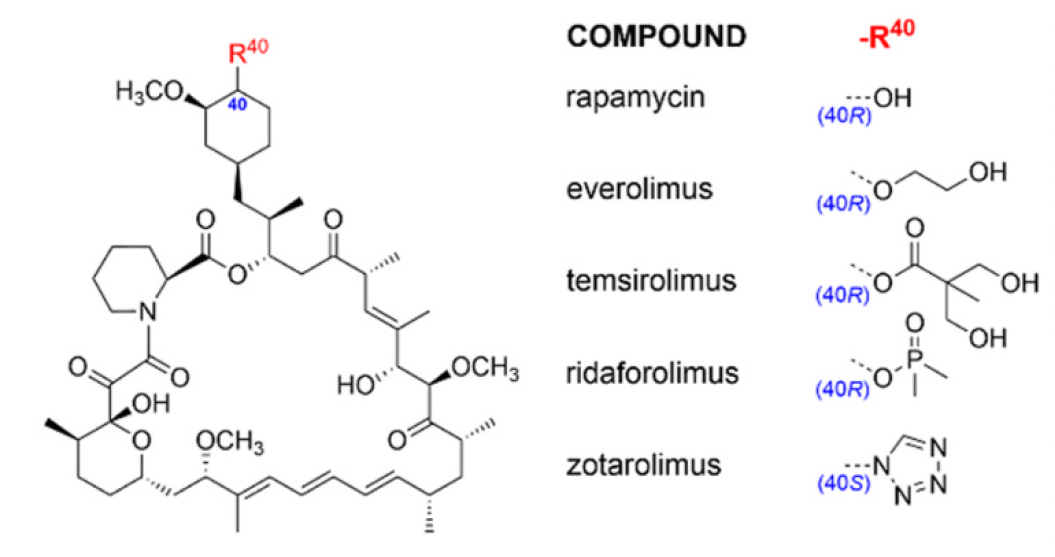 COMPOUND -R40
R40
H3CO
40
rapamycin (40R) OH
everolimus (40R) O OH
O
temsirolimus (40R) O OH
OH
O
ridaforolimus (40R) O P
zotarolimus (40S) N N N N
O O
O
N
O O
OH
O
HO OCH3
O
OCH3